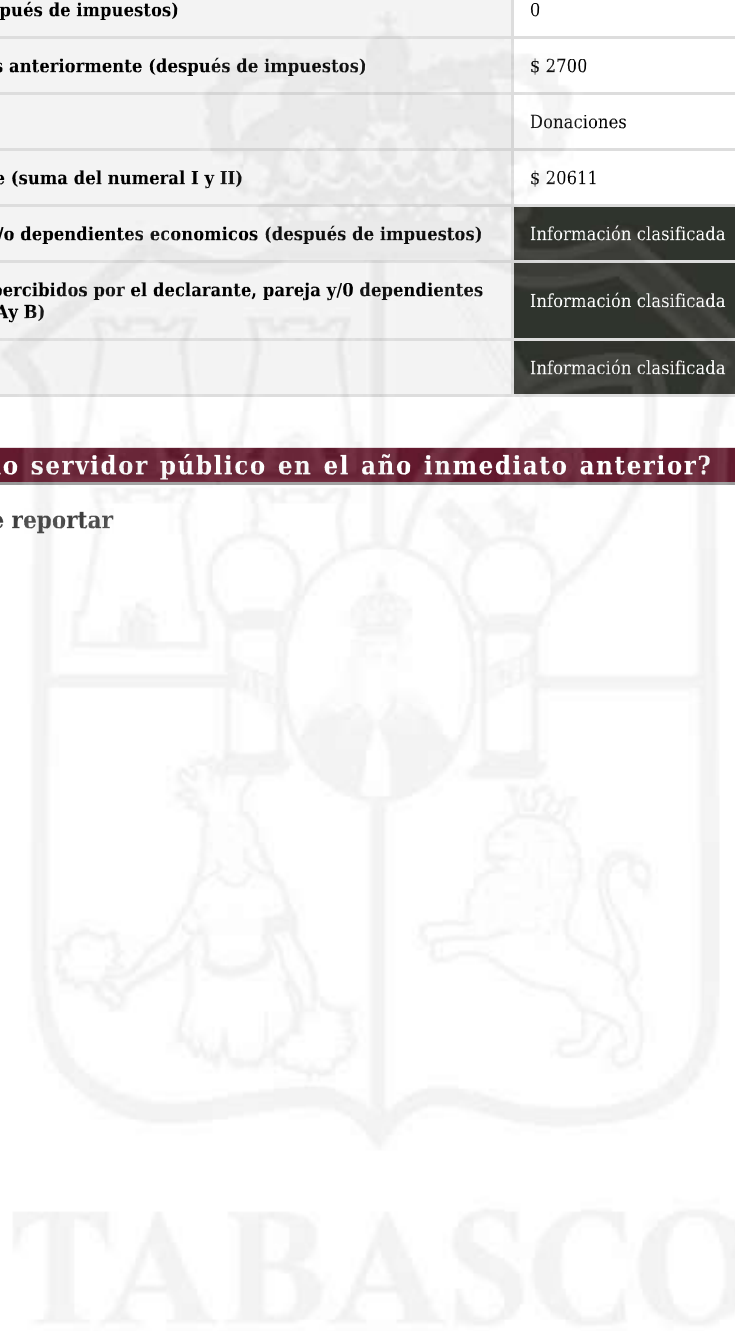 pués de impuestos) 0
s anteriormente (después de impuestos) $ 2700
Donaciones
e (suma del numeral I y II) $ 20611
/o dependientes economicos (después de impuestos) Información clasificada
percibidos por el declarante, pareja y/0 dependientes
Ay B) Información clasificada
Información clasificada
o servidor público en el año inmediato anterior?
e reportar
TABASCO